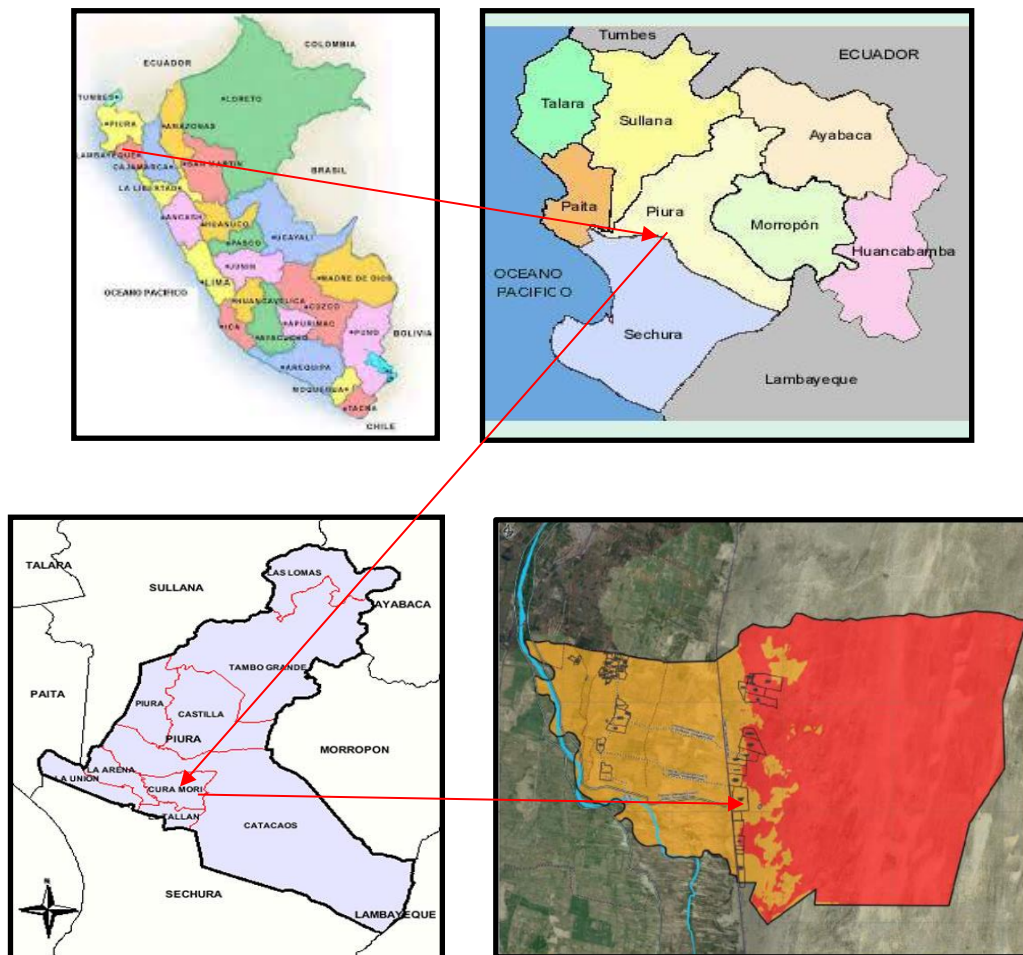 COLOMBIA
ECUADOR
TUMBES
LORETO
PIURA
AMAZONAS
LAMBAYEQUE
CAJAMARCA
SAN MARTIN
BRASIL
LA LIBERTAD
ANCASH
HUANUCO
UCAYALI
PASCO
JUNIN
LIMA
MADRE DE DIOS
OCEANO PACIFICO
HUANCAVELICA
CUZCO
ICA
APURIMAC
AYACUCHO
PUNO
BOLIVIA
AREQUIPA
MOQUEGUA
TACNA
CHILE
Tumbes
ECUADOR
Talara
Sullana
Ayabaca
Paita
Piura
Morropón
Huancabamba
OCEANO
PACIFICO
Sechura
Lambayeque
TALARA
SULLANA
LAS LOMAS
AYABACA
TAMBO GRANDE
PAITA
PIURA
CASTILLA
PIURA
MORROPON
LA ARENA
LA UNION
CURA MORI
EL TALLAN
CATACAOS
SECHURA
LAMBAYEQUE
N